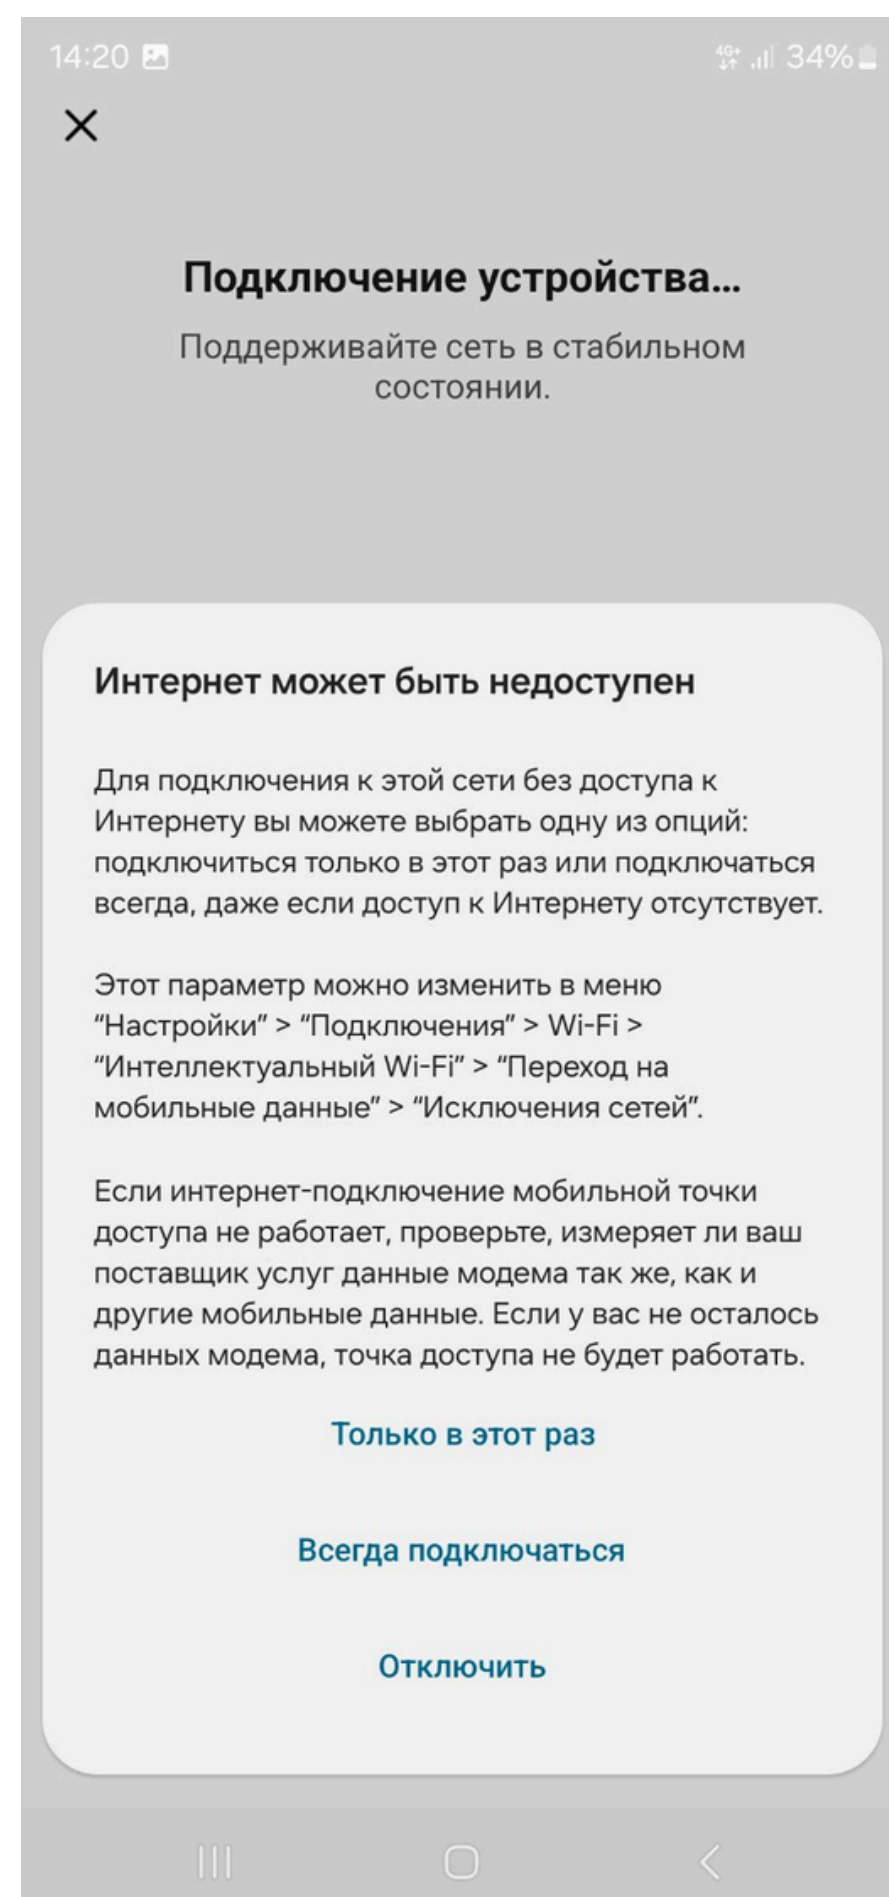 14:20
4G+ 34%
Подключение устройства...
Поддерживайте сеть в стабильном
состоянии.
Интернет может быть недоступен
Для подключения к этой сети без доступа к
Интернету вы можете выбрать одну из опций:
подключиться только в этот раз или подключаться
всегда, даже если доступ к Интернету отсутствует.
Этот параметр можно изменить в меню
“Настройки” > “Подключения” > Wi-Fi >
“Интеллектуальный Wi-Fi” > “Переход на
мобильные данные” > “Исключения сетей”.
Если интернет-подключение мобильной точки
доступа не работает, проверьте, измеряет ли ваш
поставщик услуг данные модема так же, как и
другие мобильные данные. Если у вас не осталось
данных модема, точка доступа не будет работать.
Только в этот раз
Всегда подключаться
Отключить